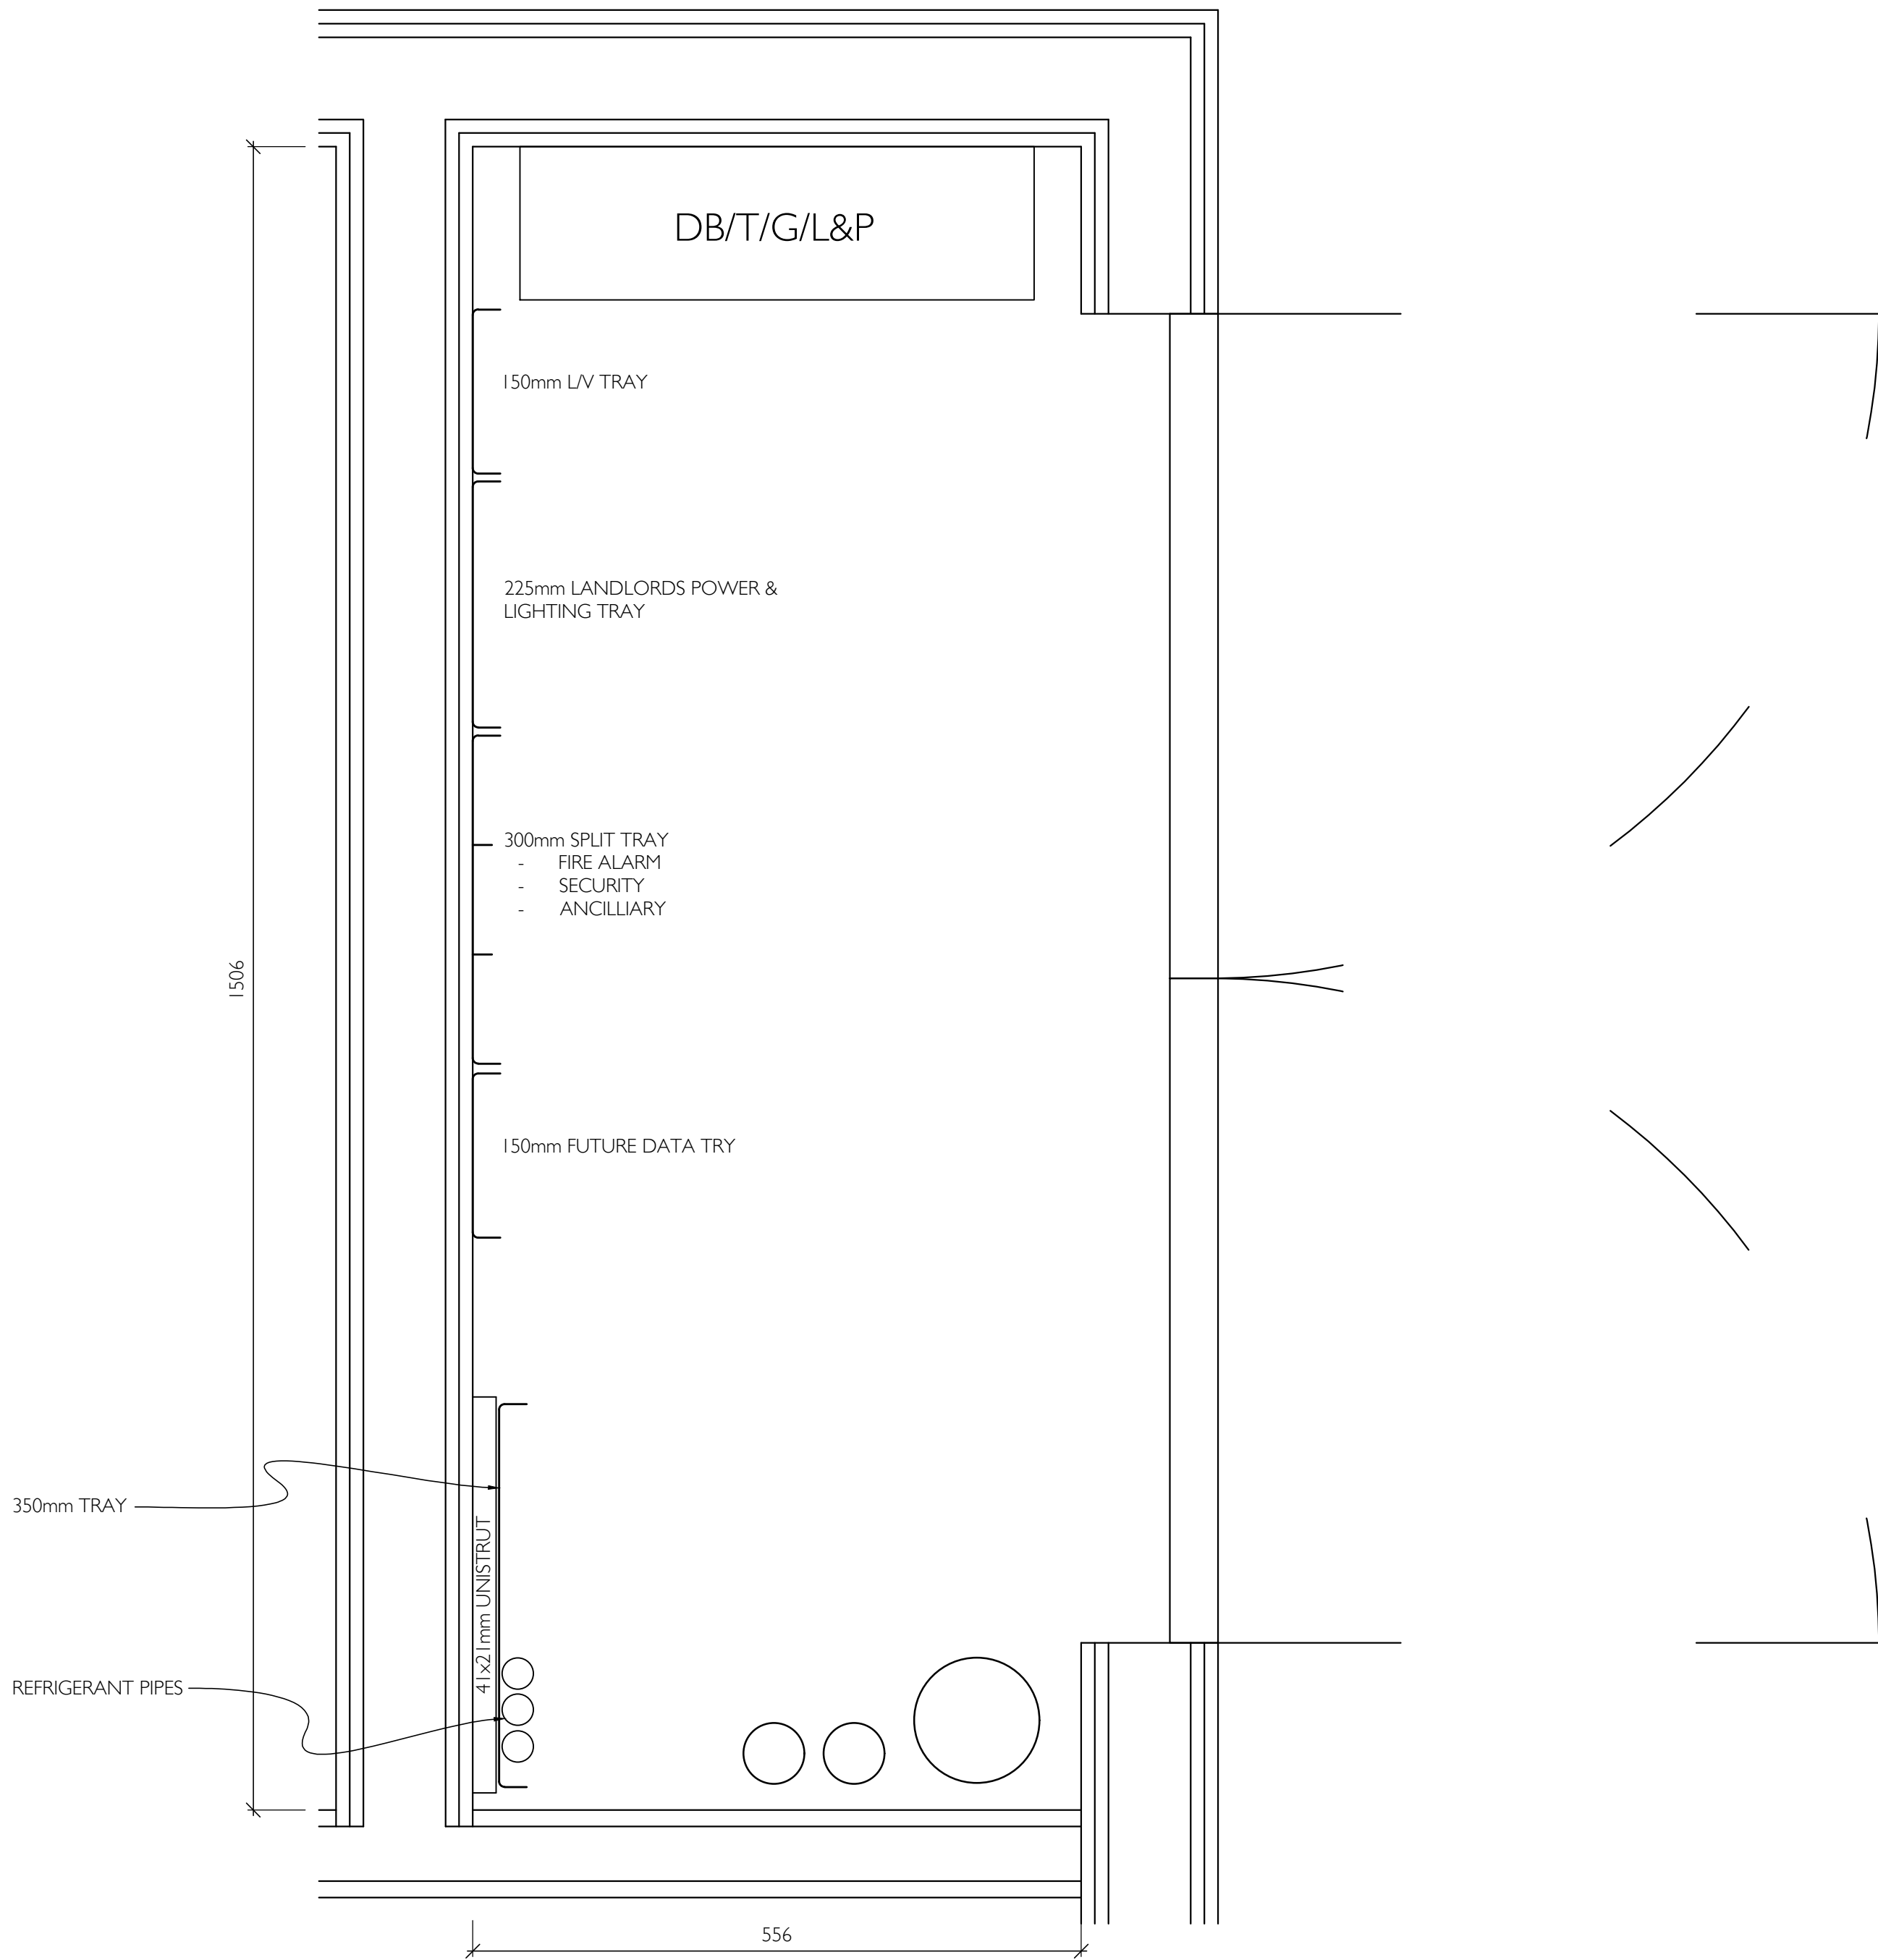 DB/T/G/L&P
150mm L/V TRAY
225mm LANDLORDS POWER &
LIGHTING TRAY
300mm SPLIT TRAY
- FIRE ALARM
- SECURITY
- ANCILLIARY
1506
150mm FUTURE DATA TRY
350mm TRAY
41x21mm UNISTRUT
REFRIGERANT PIPES
556